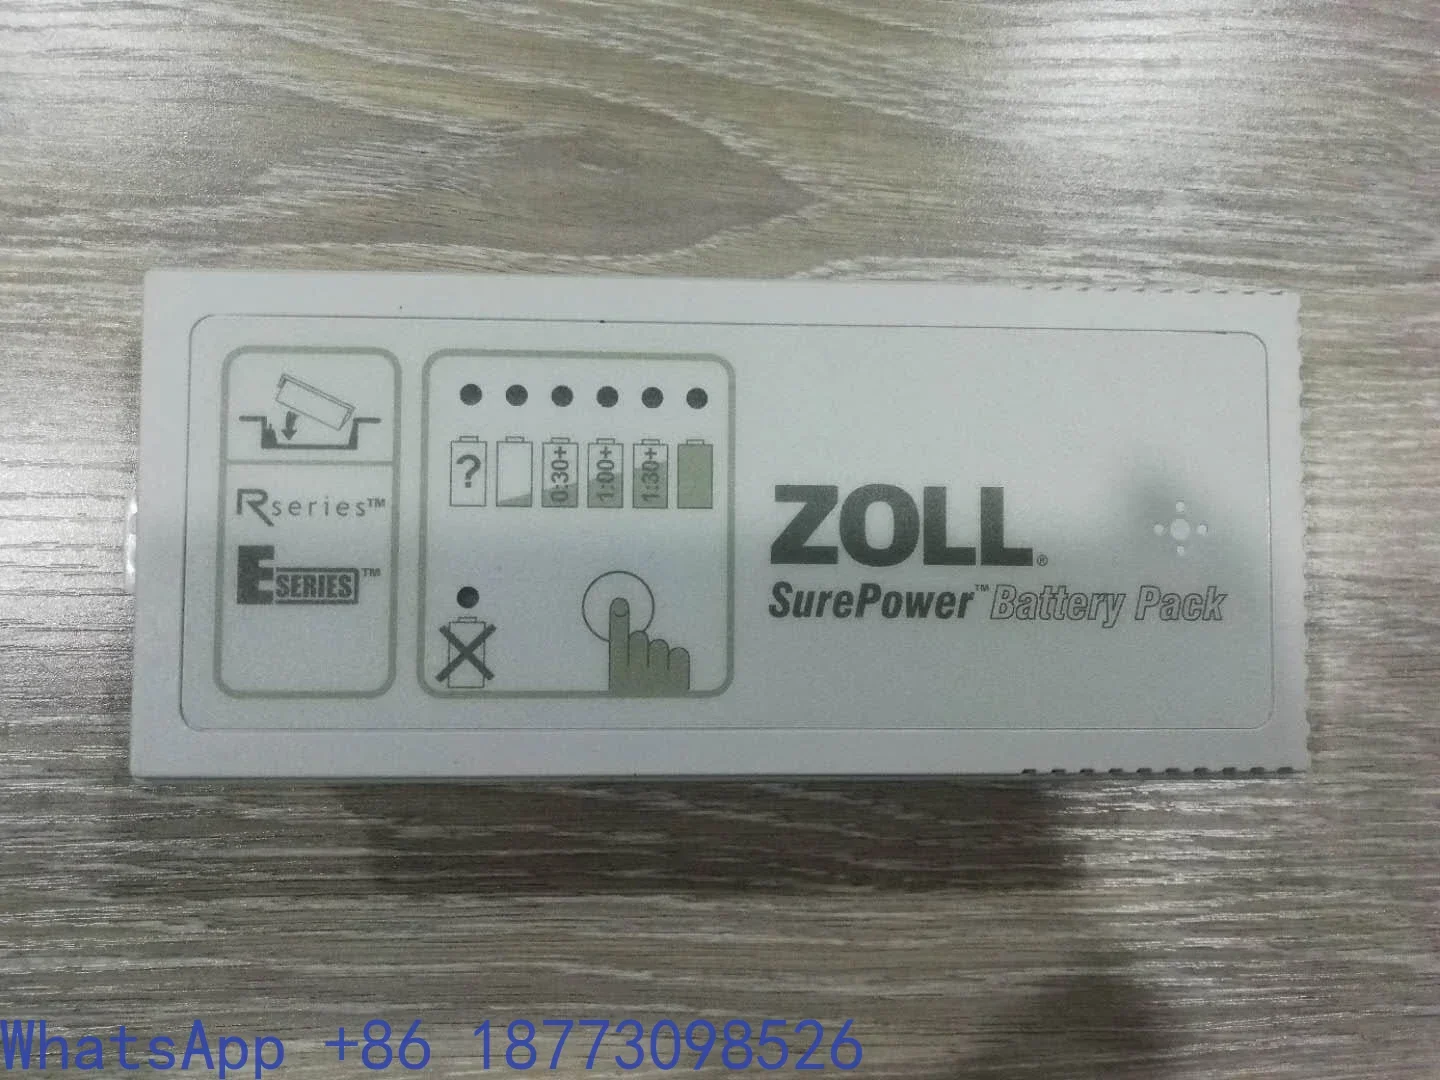 Rseries™
ESERIES™
?
0:30+
1:00+
1:30+
ZOLL®
SurePower™ Battery Pack
WhatsApp +86 18773098526